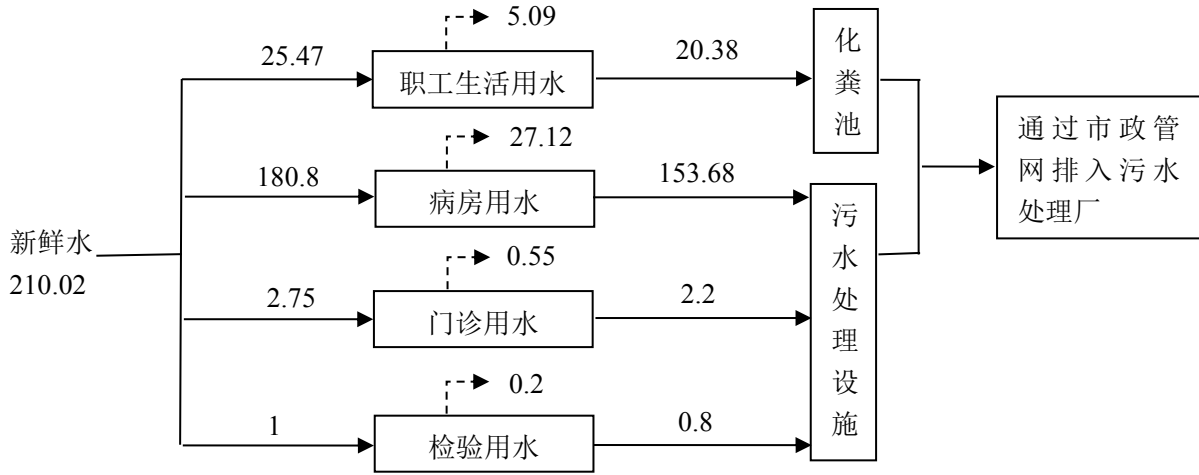 5.09
25.47
职工生活用水
20.38
化粪池
27.12
180.8
病房用水
153.68
通过市政管
网排入污水
处理厂
新鲜水
210.02
0.55
2.75
门诊用水
2.2
污水处理设施
0.2
1
检验用水
0.8